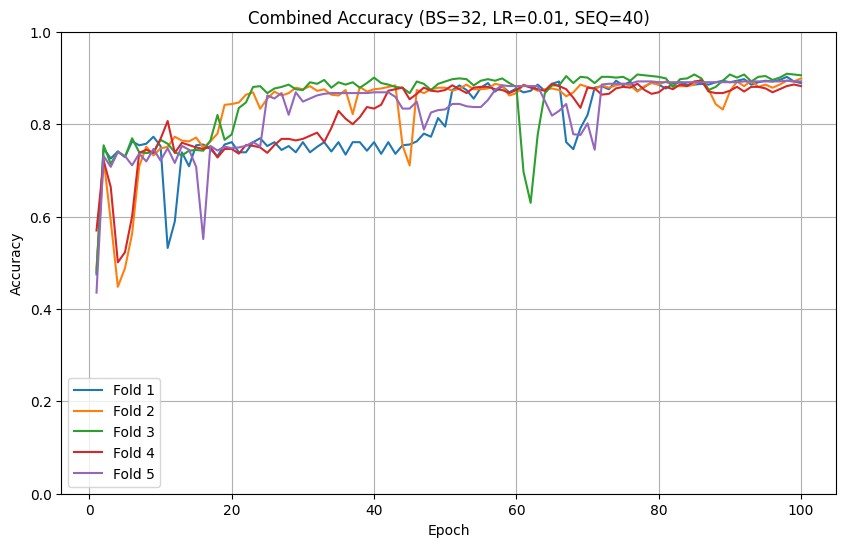 Combined Accuracy (BS=32, LR=0.01, SEQ=40)
1.0
0.8
0.6
0.4
0.2
0.0
Accuracy
Fold 1
Fold 2
Fold 3
Fold 4
Fold 5
0 20 40 60 80 100
Epoch